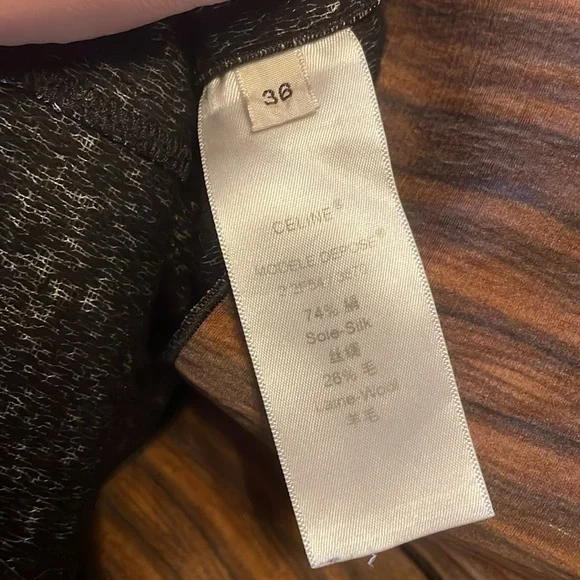 36
CELINE®
MODELE DEPOSE®
74% 絹
Soie-Silk
丝绸
26% 毛
Laine-Wool
羊毛